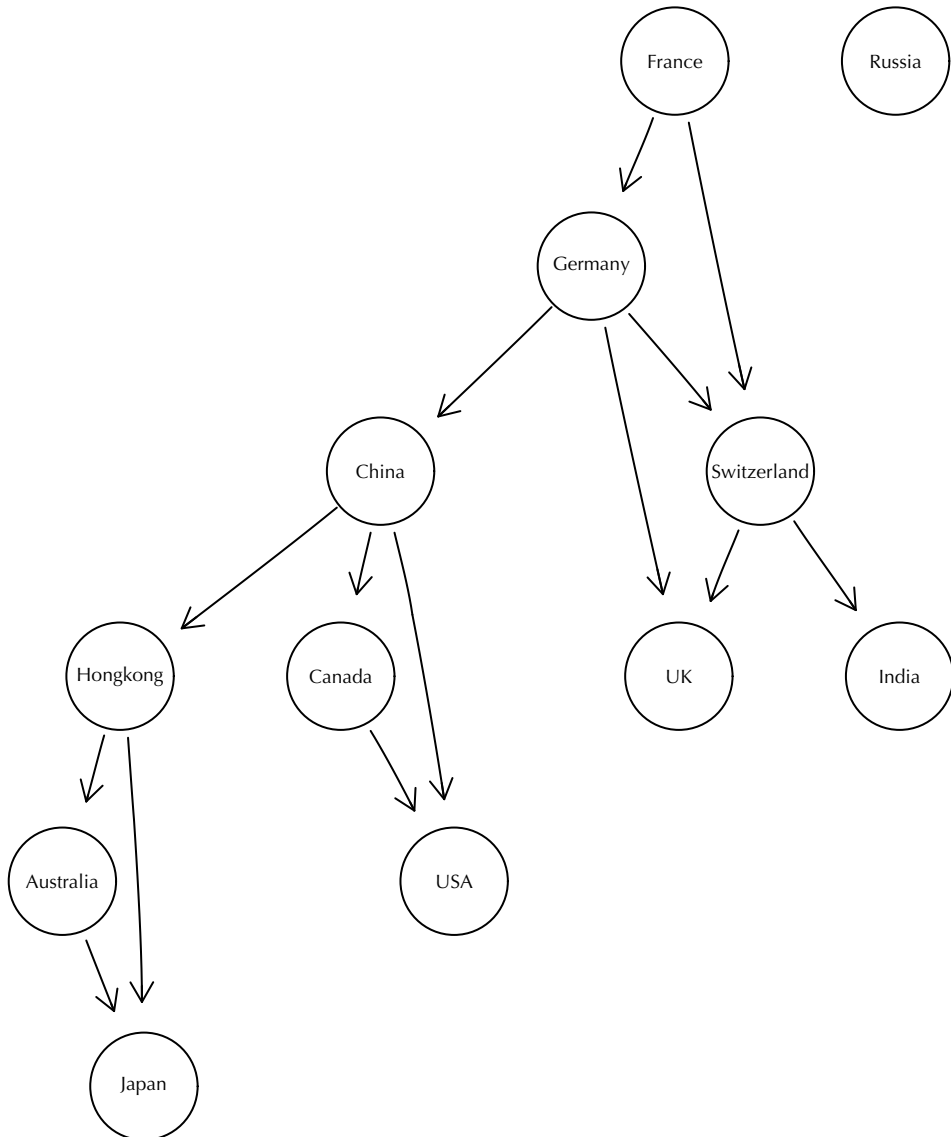 France
Russia
Germany
China
Switzerland
Hongkong
Canada
UK
India
Australia
USA
Japan